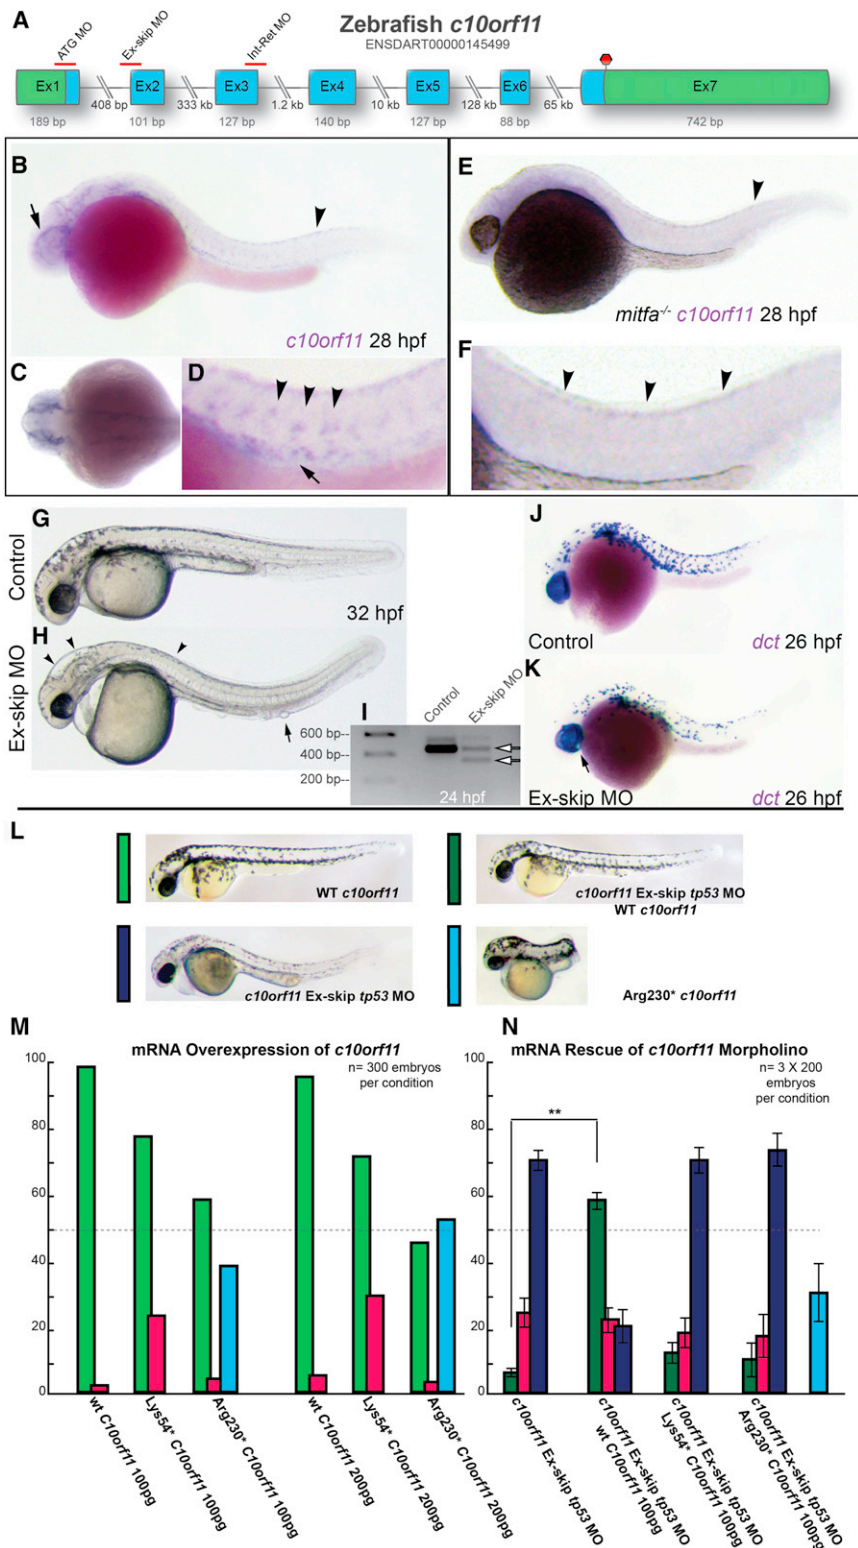 A
Zebrafish c10orf11
ENSDART00000145499
ATG MO
Ex-skip MO
Int-Ret MO
Ex1
Ex2
Ex3
Ex4
Ex5
Ex6
Ex7
408 bp
333 kb
1.2 kb
10 kb
128 kb
65 kb
189 bp
101 bp
127 bp
140 bp
127 bp
88 bp
742 bp
B
c10orf11 28 hpf
E
mitfa-/- c10orf11 28 hpf
C
D
F
G
Control
32 hpf
H
Ex-skip MO
I
Control
Ex-skip MO
600 bp--
400 bp--
200 bp--
24 hpf
J
Control
dct 26 hpf
K
Ex-skip MO
dct 26 hpf
L
WT c10orf11
c10orf11 Ex-skip tp53 MO
WT c10orf11
c10orf11 Ex-skip tp53 MO
Arg230* c10orf11
M
mRNA Overexpression of c10orf11
n= 300 embryos
per condition
100
80
60
40
20
0
wt C10orf11 100pg
Lys54* C10orf11 100pg
Arg230* C10orf11 100pg
wt C10orf11 200pg
Lys54* C10orf11 200pg
Arg230* C10orf11 200pg
N
mRNA Rescue of c10orf11 Morpholino
n= 3 X 200
embryos
per condition
**
100
80
60
40
20
0
c10orf11 Ex-skip tp53 MO
c10orf11 Ex-skip tp53 MO
wt C10orf11 100pg
c10orf11 Ex-skip tp53 MO
Lys54* C10orf11 100pg
c10orf11 Ex-skip tp53 MO
Arg230* C10orf11 100pg